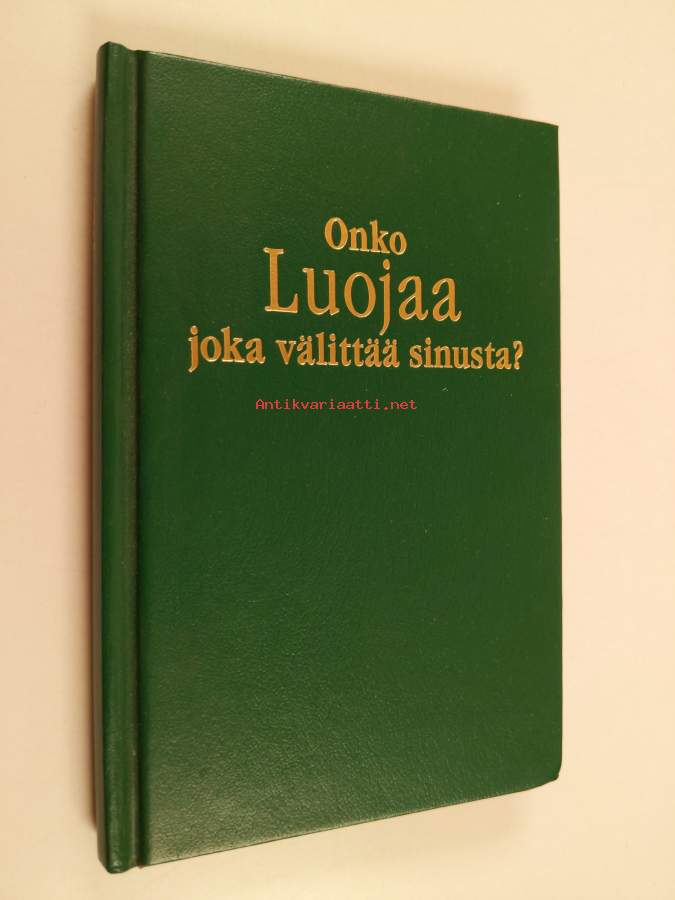 Onko
Luojaa
joka välittää sinusta?
Antikvariaatti.net